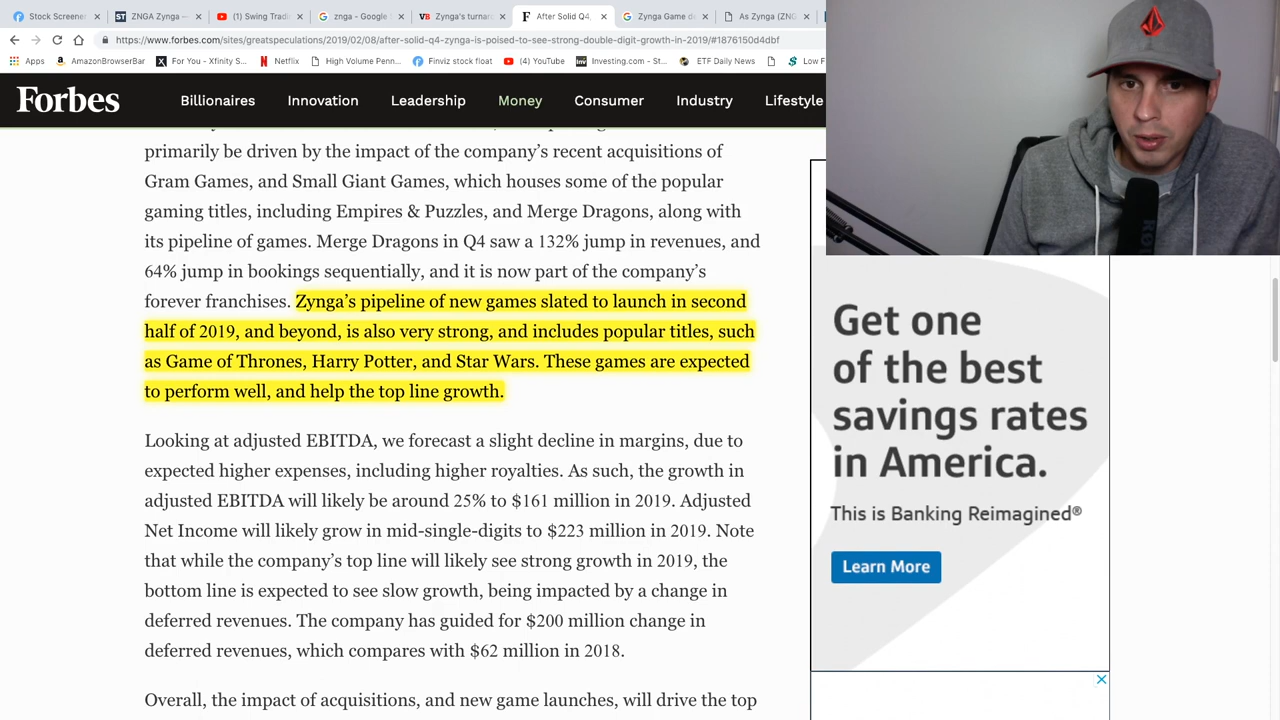 Stock Screener
ZNGA Zynga —
(1) Swing Tradi
znga - Google
Zynga's turnar
After Solid Q4,
Zynga Game de
As Zynga (ZNG
https://www.forbes.com/sites/greatspeculations/2019/02/08/after-solid-q4-zynga-is-poised-to-see-strong-double-digit-growth-in-2019/#1876150d4dbf
Apps
AmazonBrowserBar
For You - Xfinity S...
Netflix
High Volume Penn...
Finviz stock float
(4) YouTube
Investing.com - St...
ETF Daily News
Low F
Forbes
Billionaires
Innovation
Leadership
Money
Consumer
Industry
Lifestyle
primarily be driven by the impact of the company's recent acquisitions of
Gram Games, and Small Giant Games, which houses some of the popular
gaming titles, including Empires & Puzzles, and Merge Dragons, along with
its pipeline of games. Merge Dragons in Q4 saw a 132% jump in revenues, and
64% jump in bookings sequentially, and it is now part of the company's
forever franchises. Zynga's pipeline of new games slated to launch in second
half of 2019, and beyond, is also very strong, and includes popular titles, such
as Game of Thrones, Harry Potter, and Star Wars. These games are expected
to perform well, and help the top line growth.
Looking at adjusted EBITDA, we forecast a slight decline in margins, due to
expected higher expenses, including higher royalties. As such, the growth in
adjusted EBITDA will likely be around 25% to $161 million in 2019. Adjusted
Net Income will likely grow in mid-single-digits to $223 million in 2019. Note
that while the company's top line will likely see strong growth in 2019, the
bottom line is expected to see slow growth, being impacted by a change in
deferred revenues. The company has guided for $200 million change in
deferred revenues, which compares with $62 million in 2018.
Overall, the impact of acquisitions, and new game launches, will drive the top
Get one
of the best
savings rates
in America.
This is Banking Reimagined®
Learn More